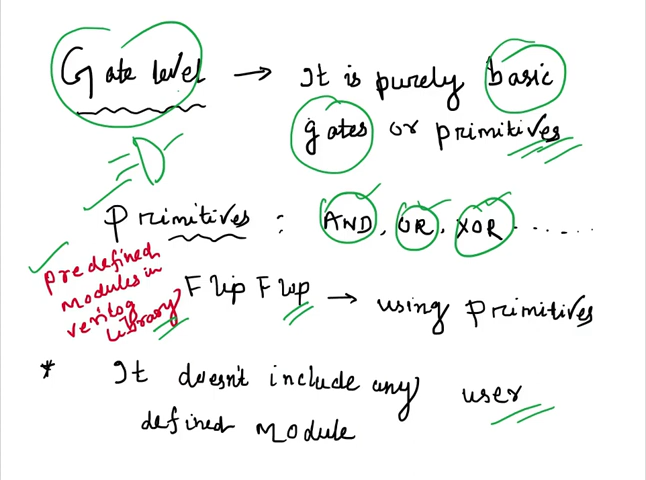 Gate level → It is purely basic
gates or primitives
Primitives : AND, OR, XOR ........
Predefined
Modules in
verilog
Library
Flip Flip → using primitives
* It doesn't include any user
defined module